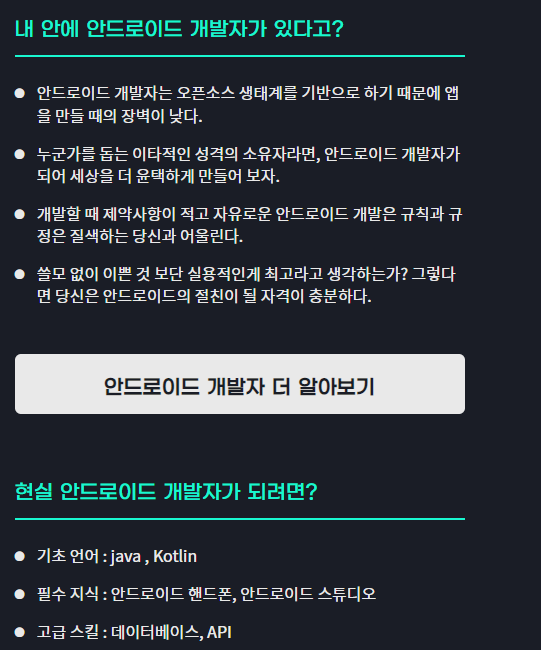 내 안에 안드로이드 개발자가 있다고?
안드로이드 개발자는 오픈소스 생태계를 기반으로 하기 때문에 앱
을 만들 때의 장벽이 낮다.
누군가를 돕는 이타적인 성격의 소유자라면, 안드로이드 개발자가
되어 세상을 더 윤택하게 만들어 보자.
개발할 때 제약사항이 적고 자유로운 안드로이드 개발은 규칙과 규
정은 질색하는 당신과 어울린다.
쓸모 없이 이쁜 것 보단 실용적인게 최고라고 생각하는가? 그렇다
면 당신은 안드로이드의 절친이 될 자격이 충분하다.
안드로이드 개발자 더 알아보기
현실 안드로이드 개발자가 되려면?
기초 언어 : java , Kotlin
필수 지식 : 안드로이드 핸드폰, 안드로이드 스튜디오
고급 스킬 : 데이터베이스, API